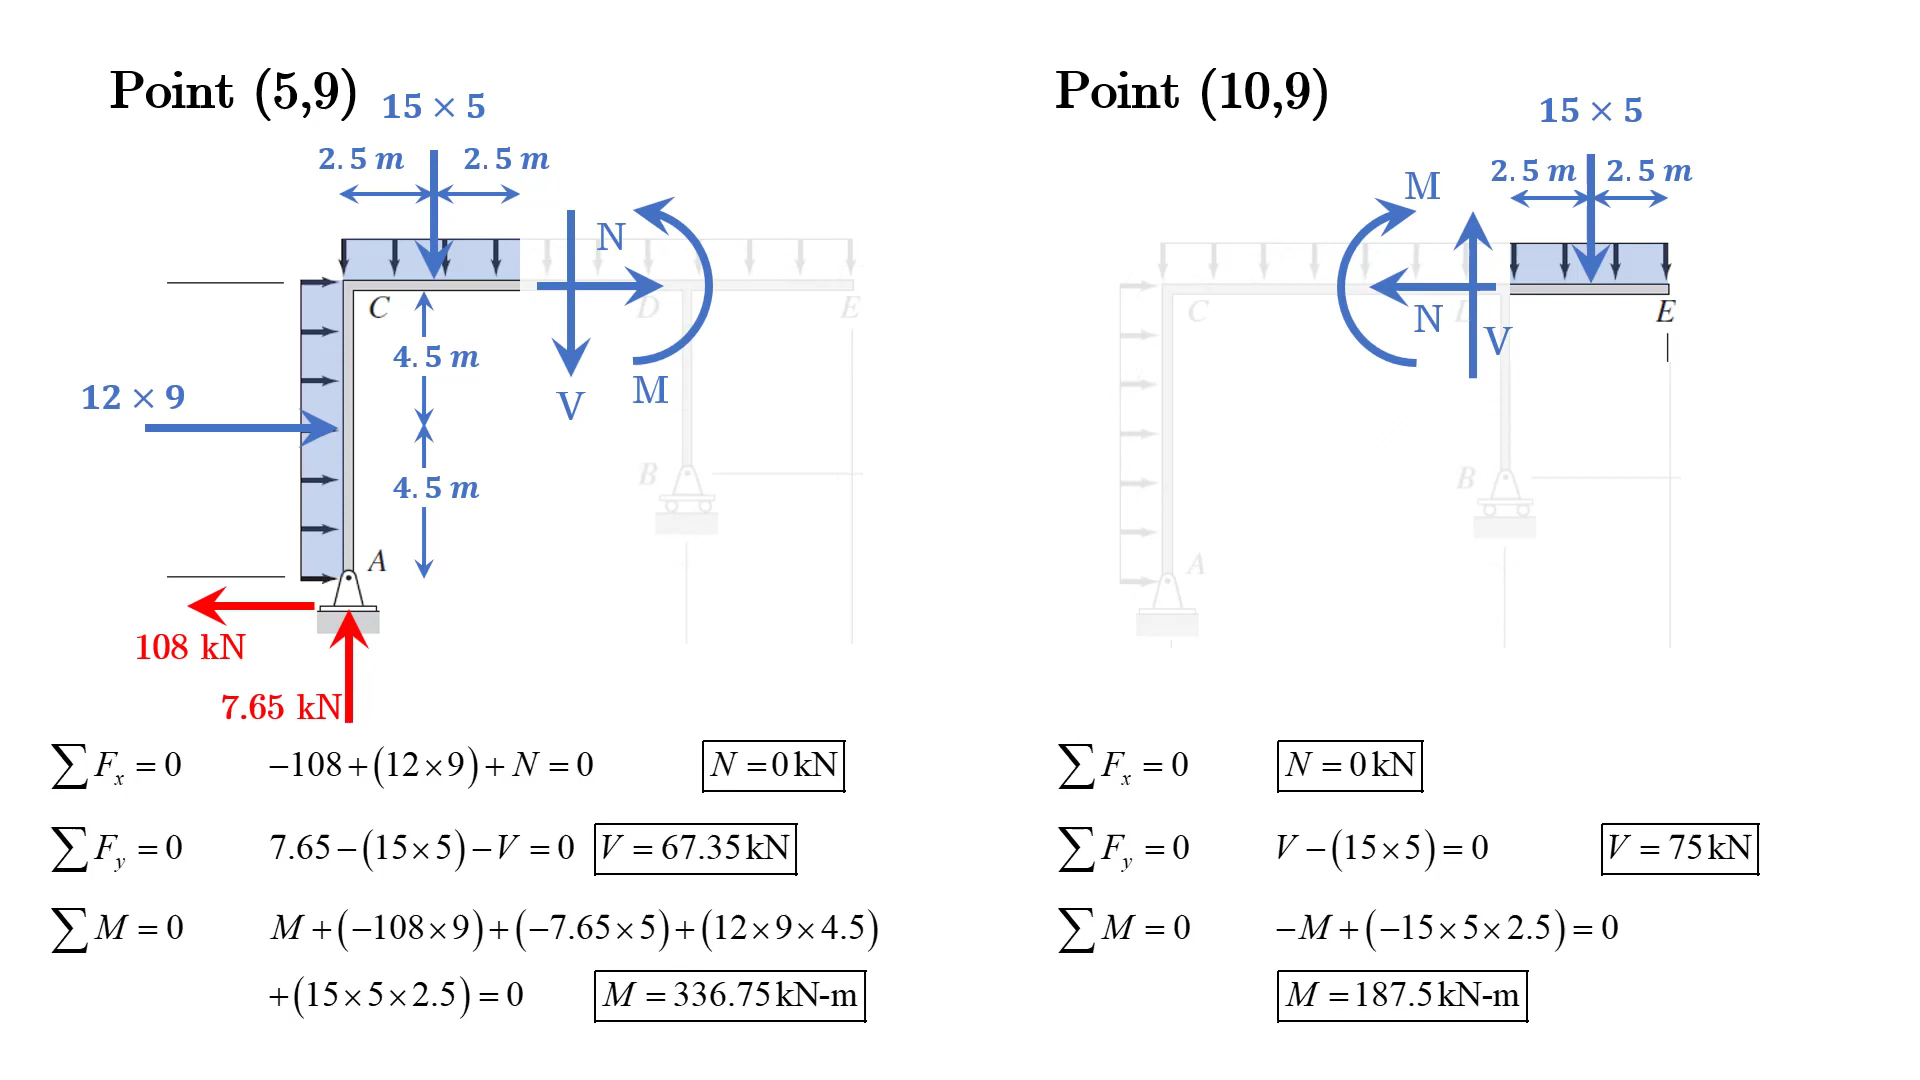 Point (5,9)
15 × 5
2.5 m 2.5 m
N
C
D
E
4.5 m
V
M
12 × 9
4.5 m
B
A
108 kN
7.65 kN
∑Fx = 0 −108+(12×9)+N = 0 N = 0 kN
∑Fy = 0 7.65−(15×5)−V = 0 V = 67.35 kN
∑M = 0 M+(−108×9)+(−7.65×5)+(12×9×4.5)
+(15×5×2.5) = 0 M = 336.75 kN-m
Point (10,9)
15 × 5
2.5 m 2.5 m
M
C
N
V
E
B
A
∑Fx = 0 N = 0 kN
∑Fy = 0 V−(15×5) = 0 V = 75 kN
∑M = 0 −M+(−15×5×2.5) = 0
M = 187.5 kN-m